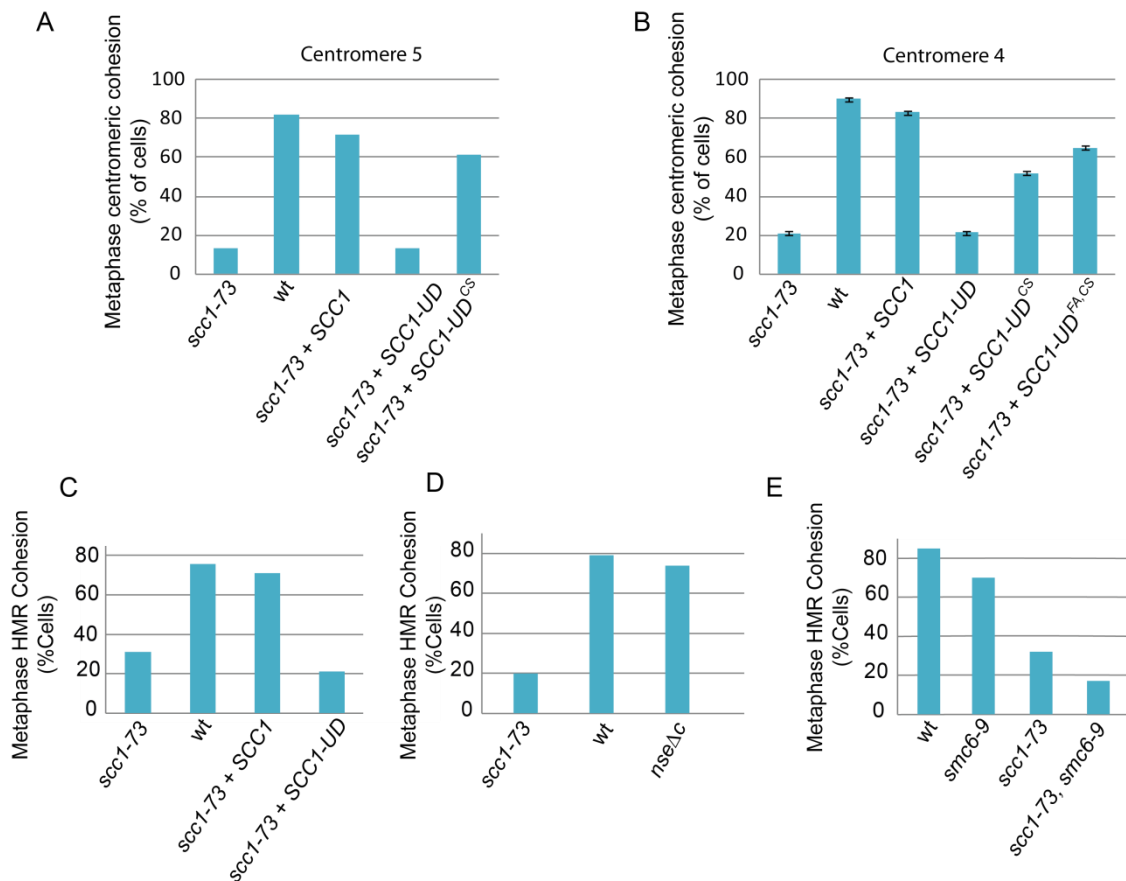 A
Centromere 5
Metaphase centromeric cohesion
(% of cells)
100
80
60
40
20
0
scc1-73
wt
scc1-73 + SCC1
scc1-73 + SCC1-UD
scc1-73 + SCC1-UD^CS
B
Centromere 4
Metaphase centromeric cohesion
(% of cells)
100
80
60
40
20
0
scc1-73
wt
scc1-73 + SCC1
scc1-73 + SCC1-UD
scc1-73 + SCC1-UD^CS
scc1-73 + SCC1-UD^FA,CS
C
Metaphase HMR Cohesion
(%Cells)
80
60
40
20
0
scc1-73
wt
scc1-73 + SCC1
scc1-73 + SCC1-UD
D
Metaphase HMR Cohesion
(%Cells)
80
60
40
20
0
scc1-73
wt
nse∆c
E
Metaphase HMR Cohesion
(%Cells)
80
60
40
20
0
wt
smc6-9
scc1-73
scc1-73, smc6-9